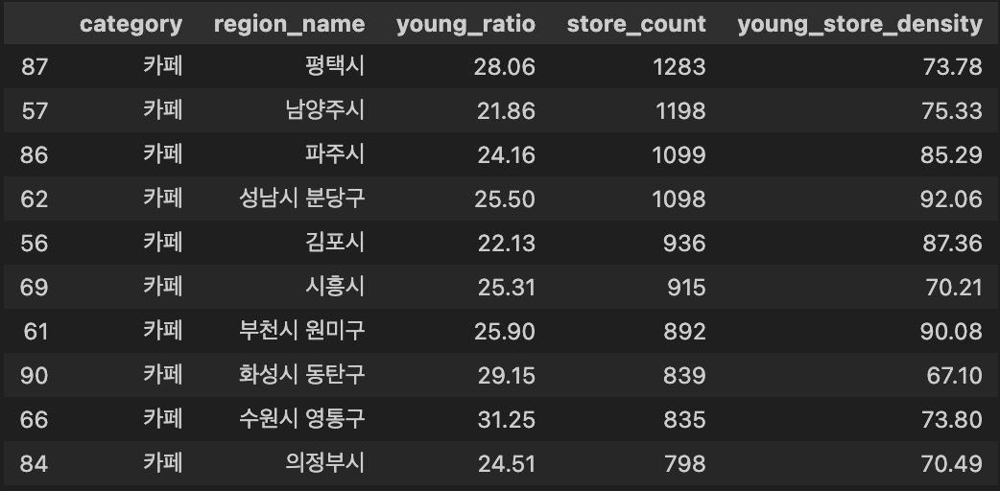 category region_name young_ratio store_count young_store_density
87 카페 평택시 28.06 1283 73.78
57 카페 남양주시 21.86 1198 75.33
86 카페 파주시 24.16 1099 85.29
62 카페 성남시 분당구 25.50 1098 92.06
56 카페 김포시 22.13 936 87.36
69 카페 시흥시 25.31 915 70.21
61 카페 부천시 원미구 25.90 892 90.08
90 카페 화성시 동탄구 29.15 839 67.10
66 카페 수원시 영통구 31.25 835 73.80
84 카페 의정부시 24.51 798 70.49